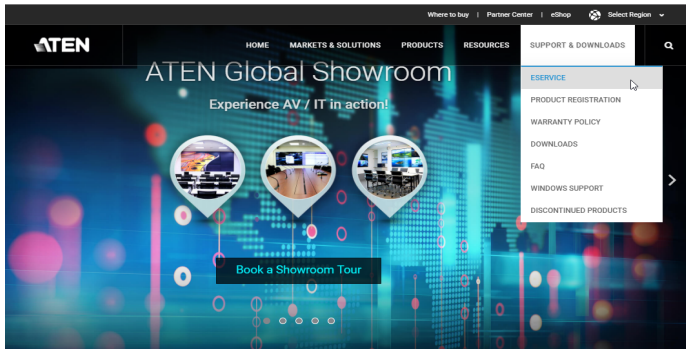 Where to buy | Partner Center | eShop Select Region
ATEN HOME MARKETS & SOLUTIONS PRODUCTS RESOURCES SUPPORT & DOWNLOADS
ATEN Global Showroom
Experience AV / IT in action!
ESERVICE
PRODUCT REGISTRATION
WARRANTY POLICY
DOWNLOADS
FAQ
WINDOWS SUPPORT
DISCONTINUED PRODUCTS
Book a Showroom Tour